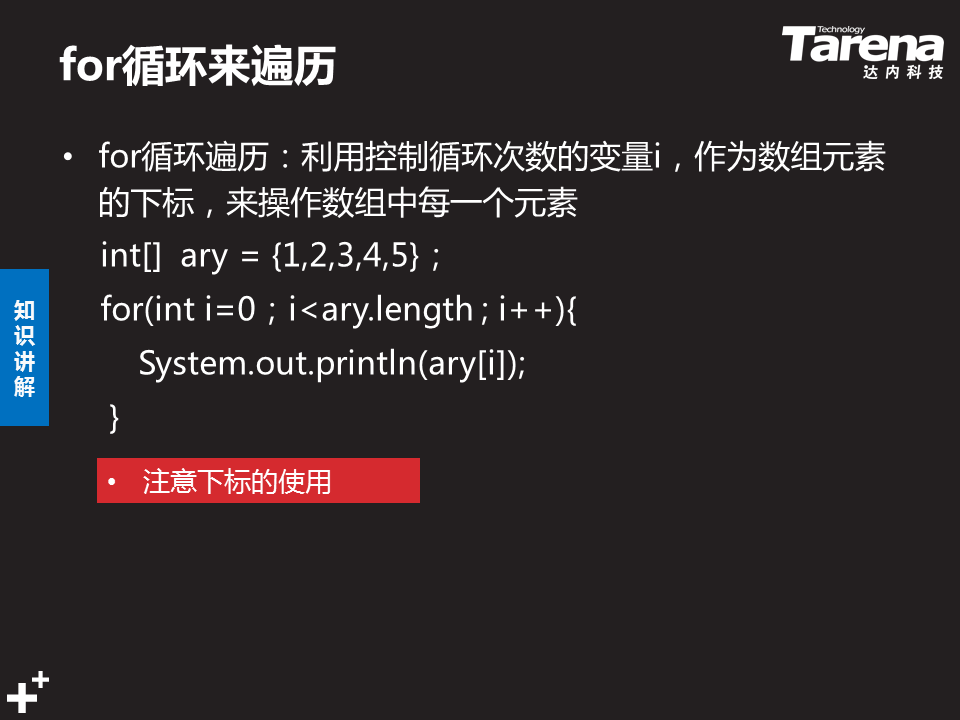 for循环来遍历
Technology
Tarena
达内科技
• for循环遍历：利用控制循环次数的变量i，作为数组元素
的下标，来操作数组中每一个元素
int[]  ary = {1,2,3,4,5}；
for(int i=0；i<ary.length ; i++){
System.out.println(ary[i]);
}
知
识
讲
解
• 注意下标的使用